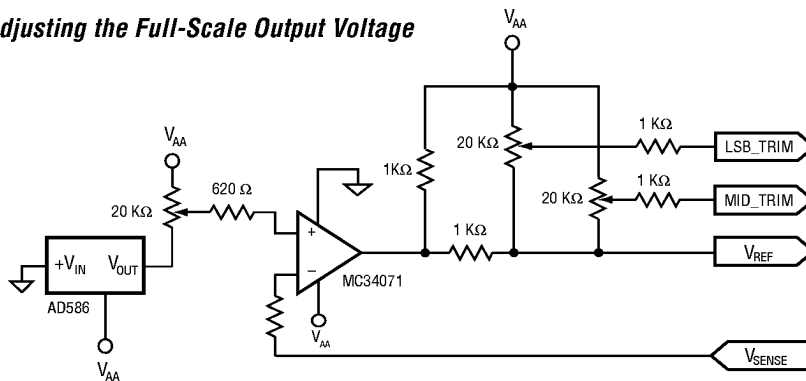 djusting the Full-Scale Output Voltage
VAA
1 KΩ
20 KΩ
LSB_TRIM
VAA
1KΩ
1 KΩ
620 Ω
20 KΩ
MID_TRIM
20 KΩ
1 KΩ
+
+VIN VOUT
VREF
–
MC34071
AD586
VAA
VSENSE
VAA